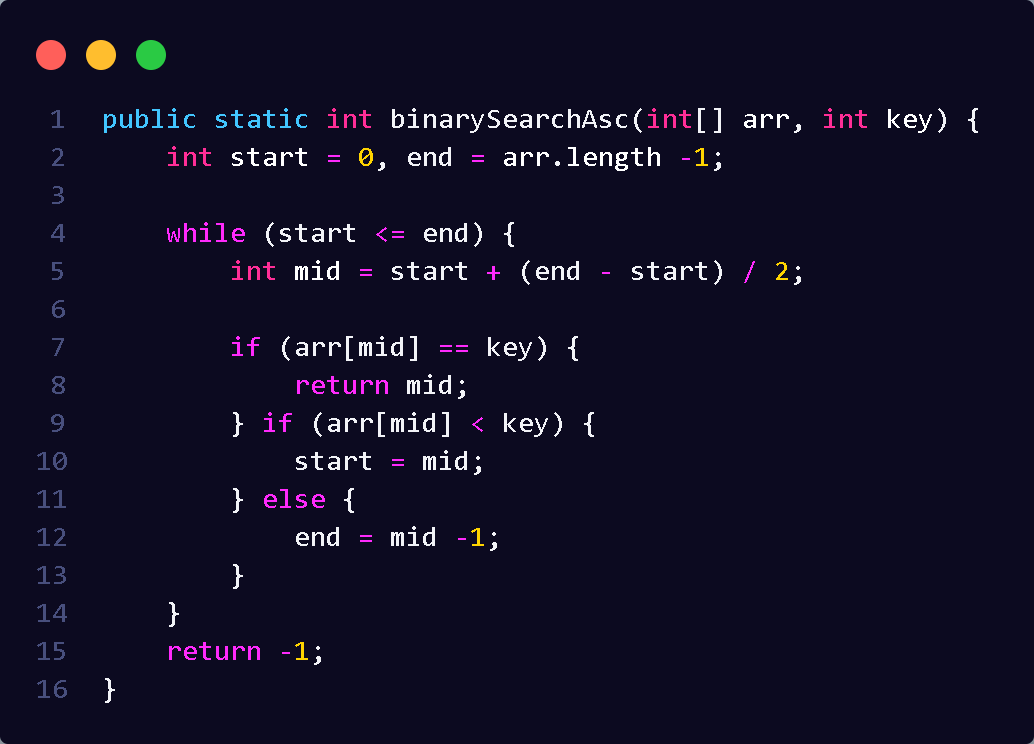 1 public static int binarySearchAsc(int[] arr, int key) {
2     int start = 0, end = arr.length -1;
3
4     while (start <= end) {
5         int mid = start + (end - start) / 2;
6
7         if (arr[mid] == key) {
8             return mid;
9         } if (arr[mid] < key) {
10             start = mid;
11         } else {
12             end = mid -1;
13         }
14     }
15     return -1;
16 }